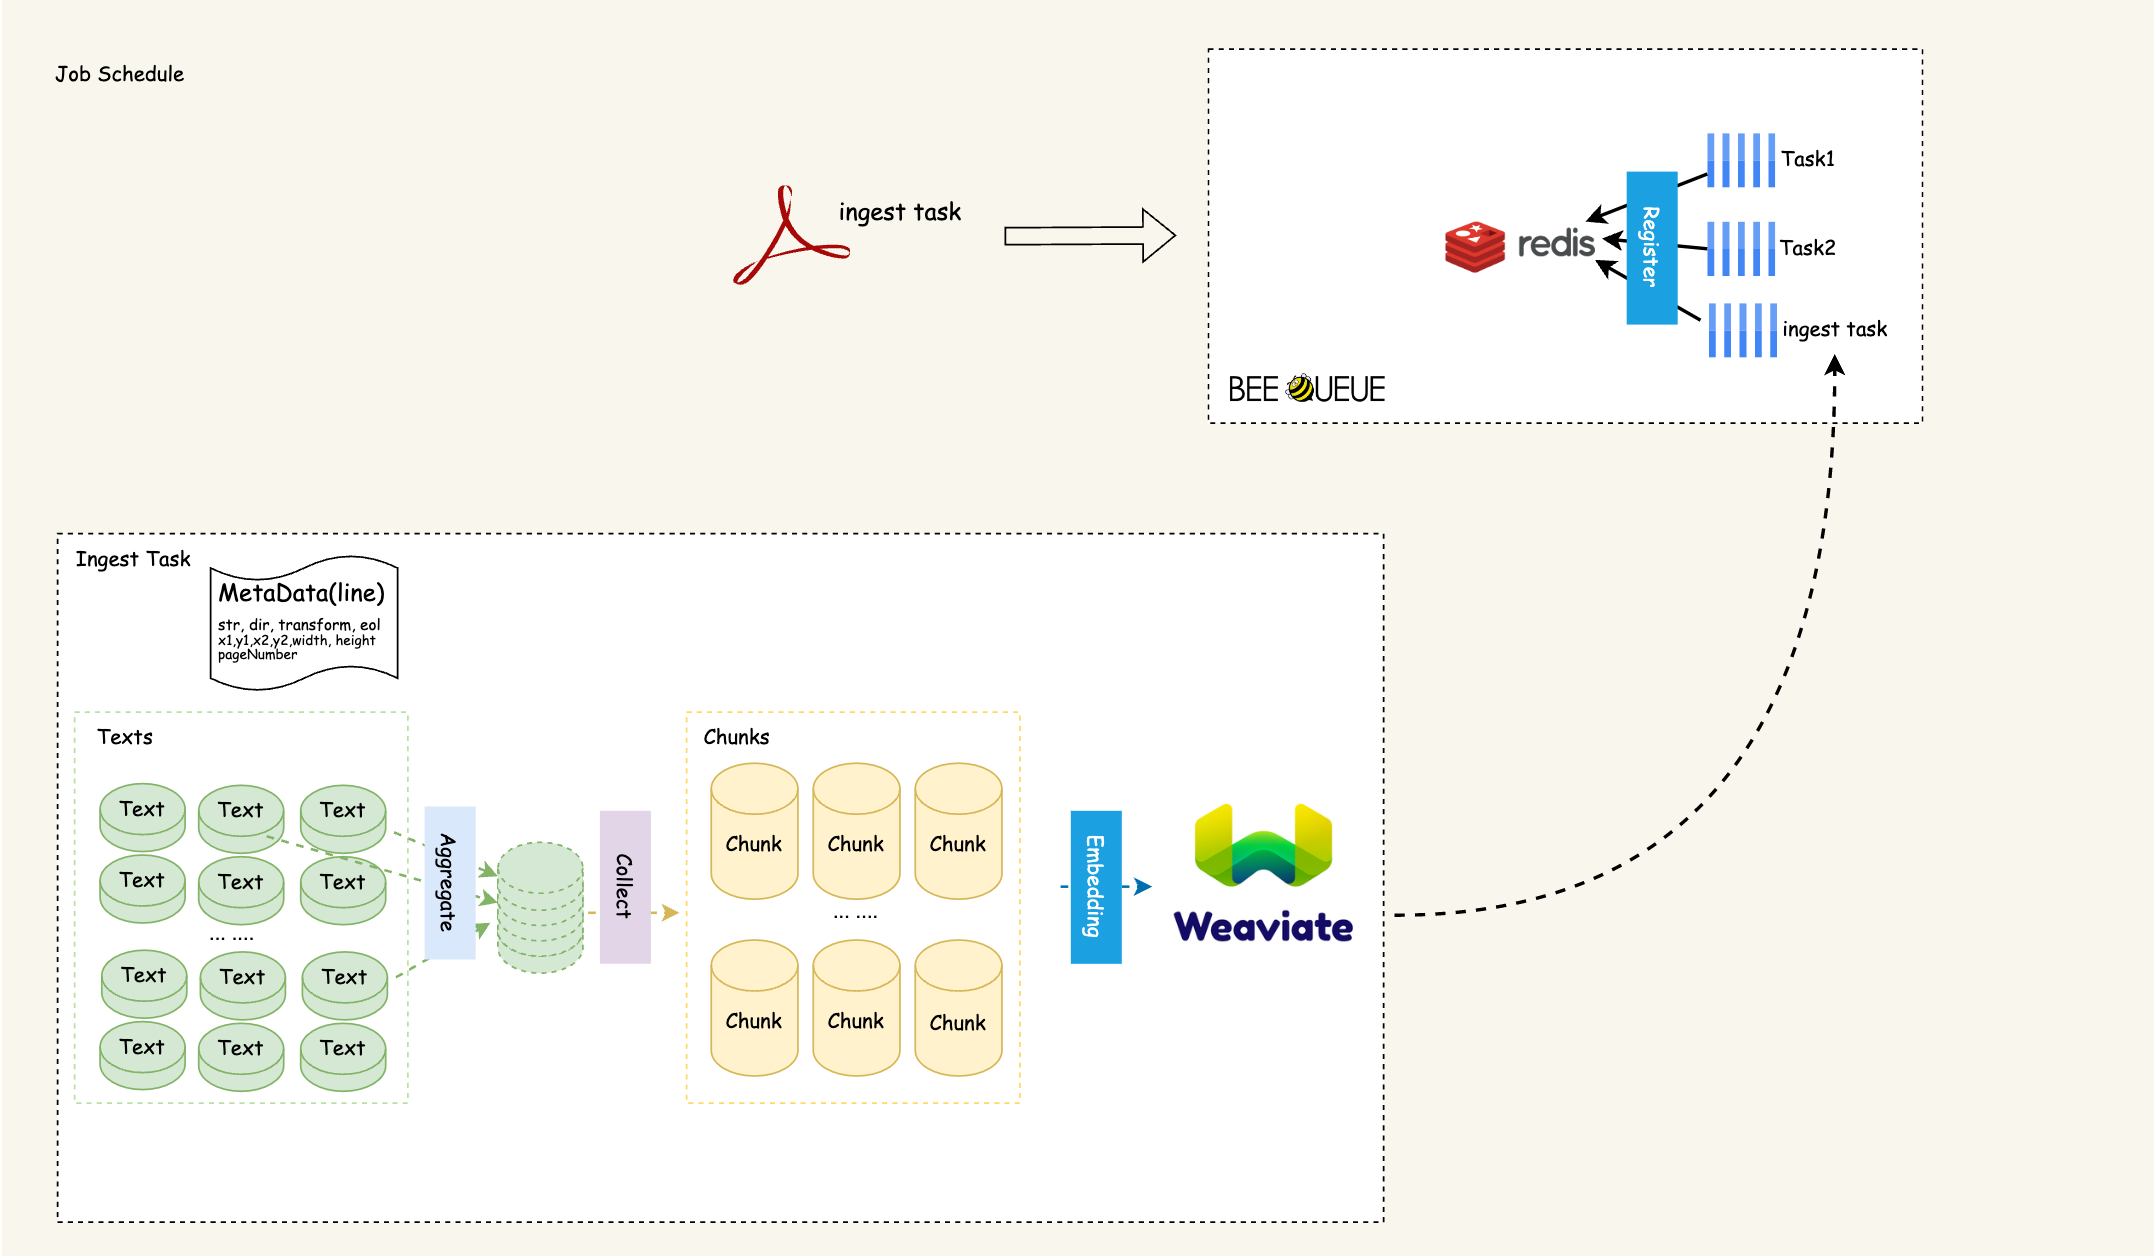 Job Schedule
ingest task
Task1
Register
redis
Task2
ingest task
BEE QUEUE
Ingest Task
MetaData(line)
str, dir, transform, eol
x1,y1,x2,y2,width, height
pageNumber
Texts
Text Text Text
Text Text Text
... ....
Text Text Text
Text Text Text
Aggregate
Collect
Chunks
Chunk Chunk Chunk
... ....
Chunk Chunk Chunk
Embedding
Weaviate